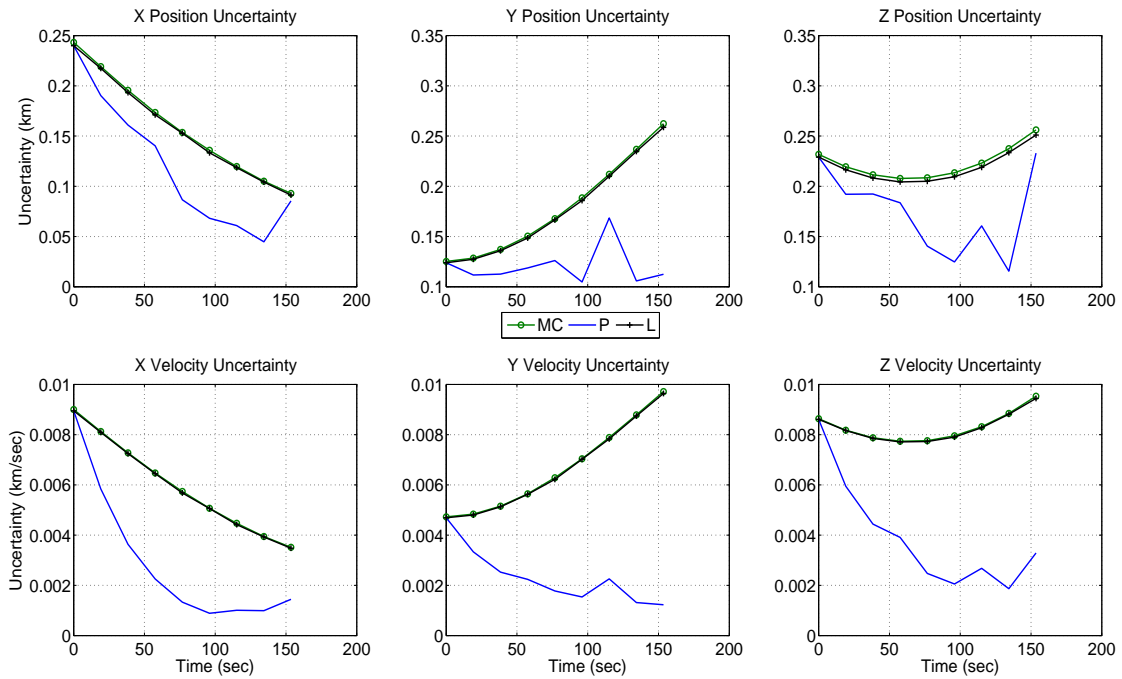 X Position Uncertainty
Y Position Uncertainty
Z Position Uncertainty
Uncertainty (km)
0.25
0.2
0.15
0.1
0.05
0
0 50 100 150 200
0.35
0.3
0.25
0.2
0.15
0.1
0 50 100 150 200
0.35
0.3
0.25
0.2
0.15
0.1
0 50 100 150 200
MC P L
X Velocity Uncertainty
Y Velocity Uncertainty
Z Velocity Uncertainty
Uncertainty (km/sec)
0.01
0.008
0.006
0.004
0.002
0
0 50 100 150 200
Time (sec)
0.01
0.008
0.006
0.004
0.002
0
0 50 100 150 200
Time (sec)
0.01
0.008
0.006
0.004
0.002
0
0 50 100 150 200
Time (sec)